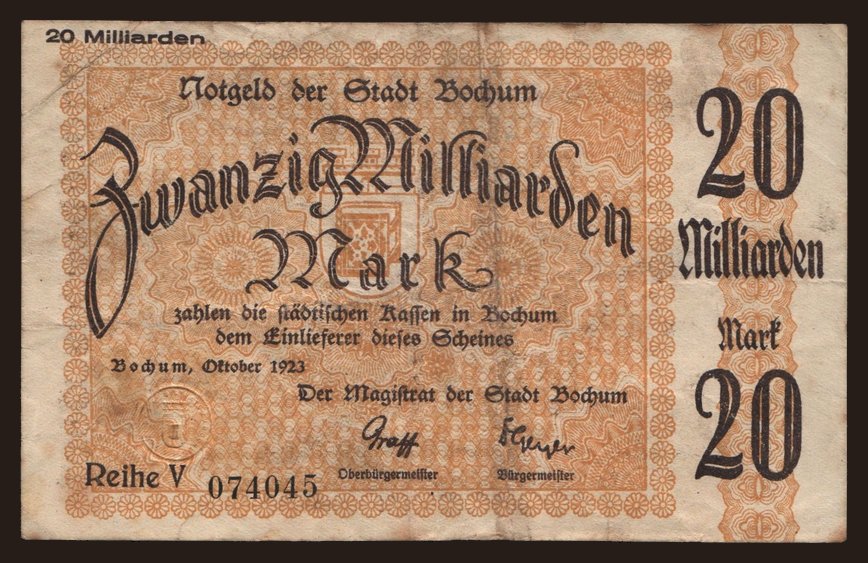 20 Milliarden
Notgeld der Stadt Bochum
Zwanzig Milliarden
Mark
zahlen die städtischen Kassen in Bochum
dem Einlieferer dieses Scheines
Bochum, Oktober 1923
Der Magistrat der Stadt Bochum
Graff
Oberbürgermeister
Bürgermeister
Reihe V 074045
20
Milliarden
Mark
20